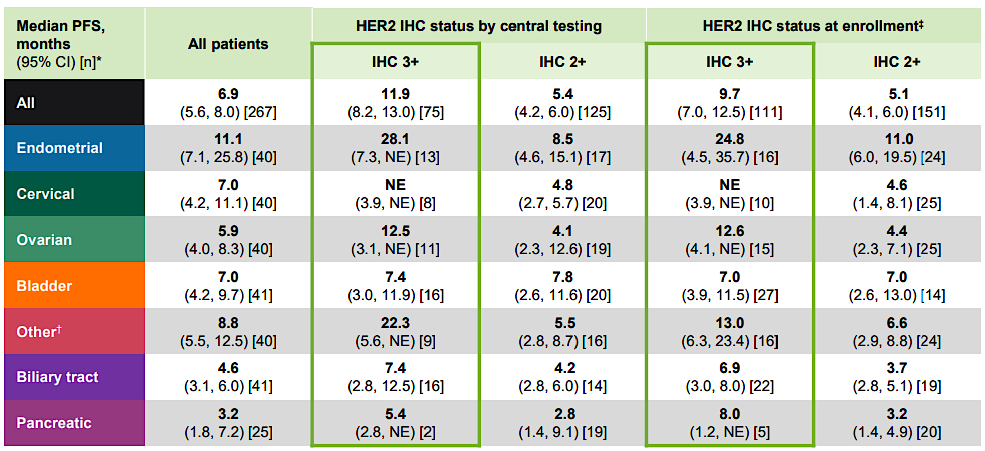 Median PFS, months (95% CI) [n]* | All patients | HER2 IHC status by central testing | HER2 IHC status at enrollment‡
IHC 3+ | IHC 2+ | IHC 3+ | IHC 2+
All | 6.9 (5.6, 8.0) [267] | 11.9 (8.2, 13.0) [75] | 5.4 (4.2, 6.0) [125] | 9.7 (7.0, 12.5) [111] | 5.1 (4.1, 6.0) [151]
Endometrial | 11.1 (7.1, 25.8) [40] | 28.1 (7.3, NE) [13] | 8.5 (4.6, 15.1) [17] | 24.8 (4.5, 35.7) [16] | 11.0 (6.0, 19.5) [24]
Cervical | 7.0 (4.2, 11.1) [40] | NE (3.9, NE) [8] | 4.8 (2.7, 5.7) [20] | NE (3.9, NE) [10] | 4.6 (1.4, 8.1) [25]
Ovarian | 5.9 (4.0, 8.3) [40] | 12.5 (3.1, NE) [11] | 4.1 (2.3, 12.6) [19] | 12.6 (4.1, NE) [15] | 4.4 (2.3, 7.1) [25]
Bladder | 7.0 (4.2, 9.7) [41] | 7.4 (3.0, 11.9) [16] | 7.8 (2.6, 11.6) [20] | 7.0 (3.9, 11.5) [27] | 7.0 (2.6, 13.0) [14]
Other† | 8.8 (5.5, 12.5) [40] | 22.3 (5.6, NE) [9] | 5.5 (2.8, 8.7) [16] | 13.0 (6.3, 23.4) [16] | 6.6 (2.9, 8.8) [24]
Biliary tract | 4.6 (3.1, 6.0) [41] | 7.4 (2.8, 12.5) [16] | 4.2 (2.8, 6.0) [14] | 6.9 (3.0, 8.0) [22] | 3.7 (2.8, 5.1) [19]
Pancreatic | 3.2 (1.8, 7.2) [25] | 5.4 (2.8, NE) [2] | 2.8 (1.4, 9.1) [19] | 8.0 (1.2, NE) [5] | 3.2 (1.4, 4.9) [20]